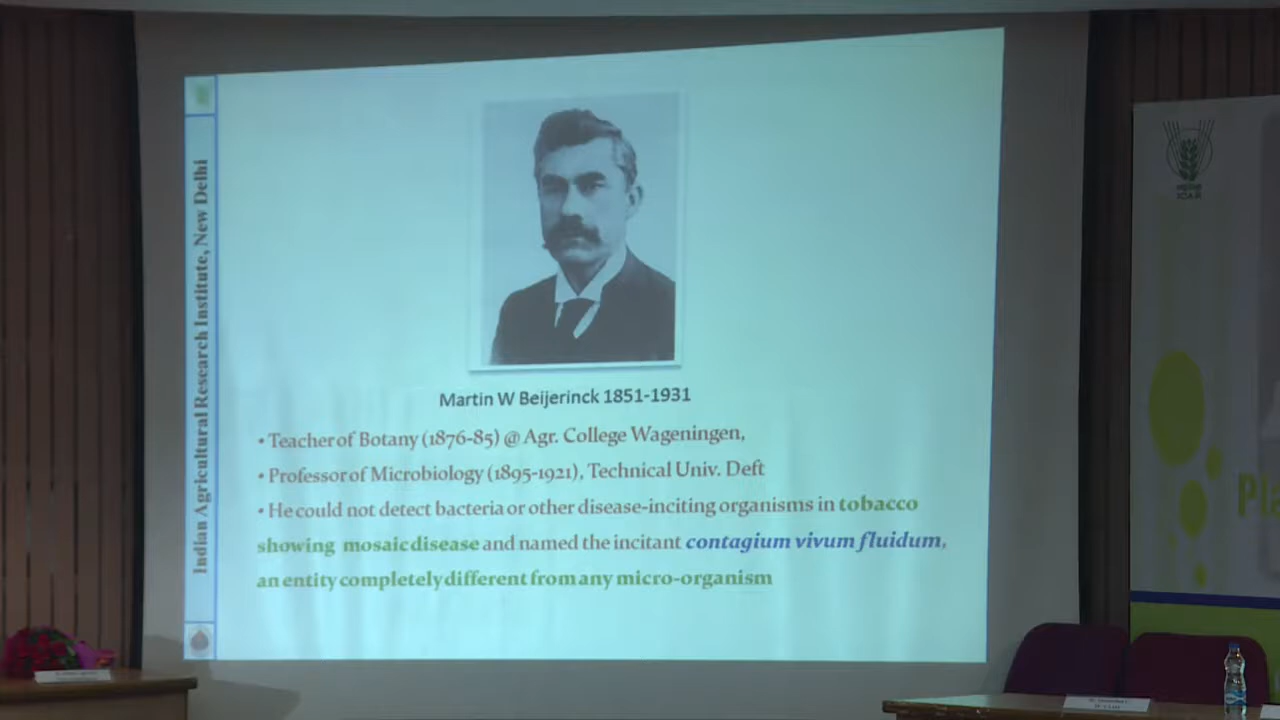 Indian Agricultural Research Institute, New Delhi
Martin W Beijerinck 1851-1931
• Teacher of Botany (1876-85) @ Agr. College Wageningen,
• Professor of Microbiology (1895-1921), Technical Univ. Deft
• He could not detect bacteria or other disease-inciting organisms in tobacco
showing mosaic disease and named the incitant contagium vivum fluidum,
an entity completely different from any micro-organism
ICAR
Pla